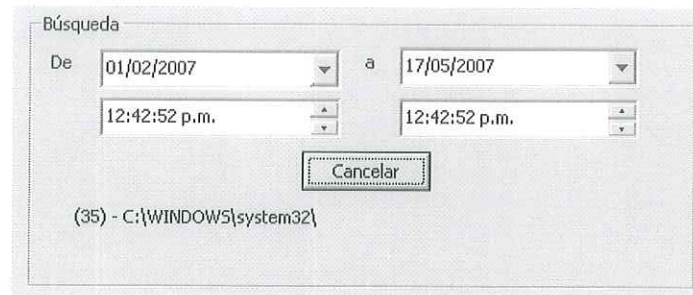 Búsqueda
De 01/02/2007 a 17/05/2007
12:42:52 p.m. 12:42:52 p.m.
Cancelar
(35) - C:\WINDOWS\system32\